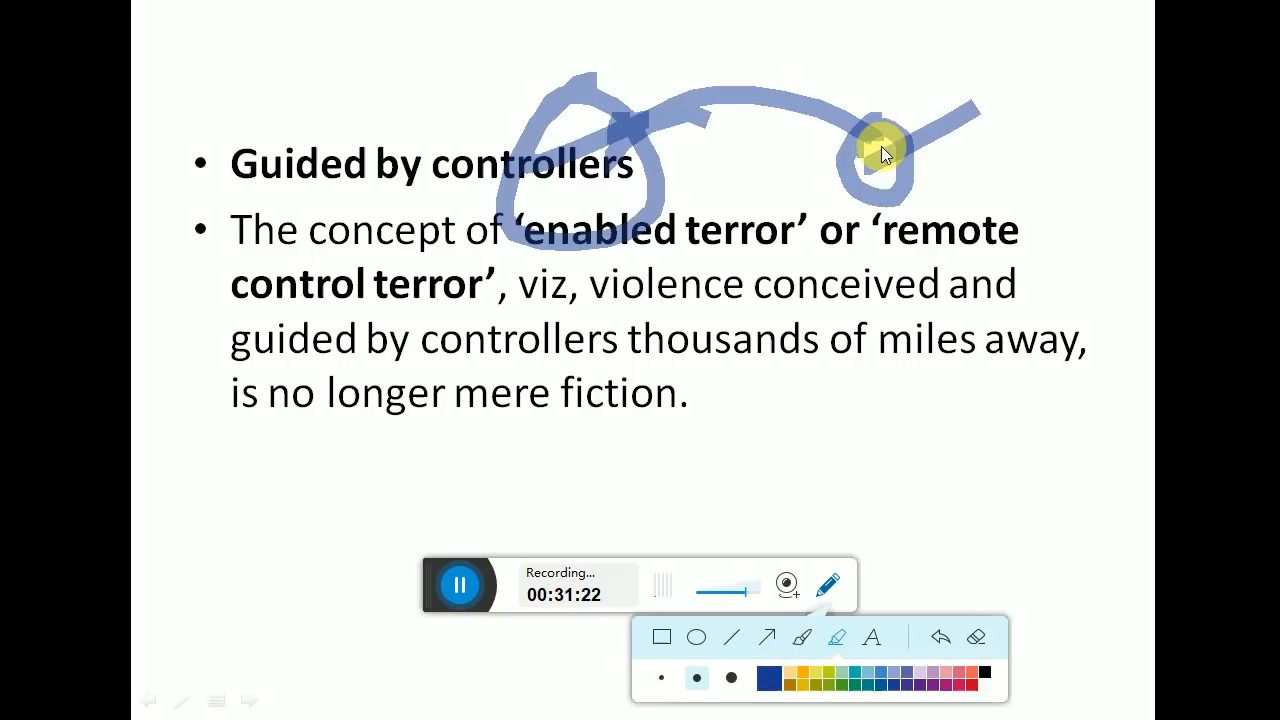 • Guided by controllers
• The concept of ‘enabled terror’ or ‘remote
control terror’, viz, violence conceived and
guided by controllers thousands of miles away,
is no longer mere fiction.
Recording...
00:31:22
A